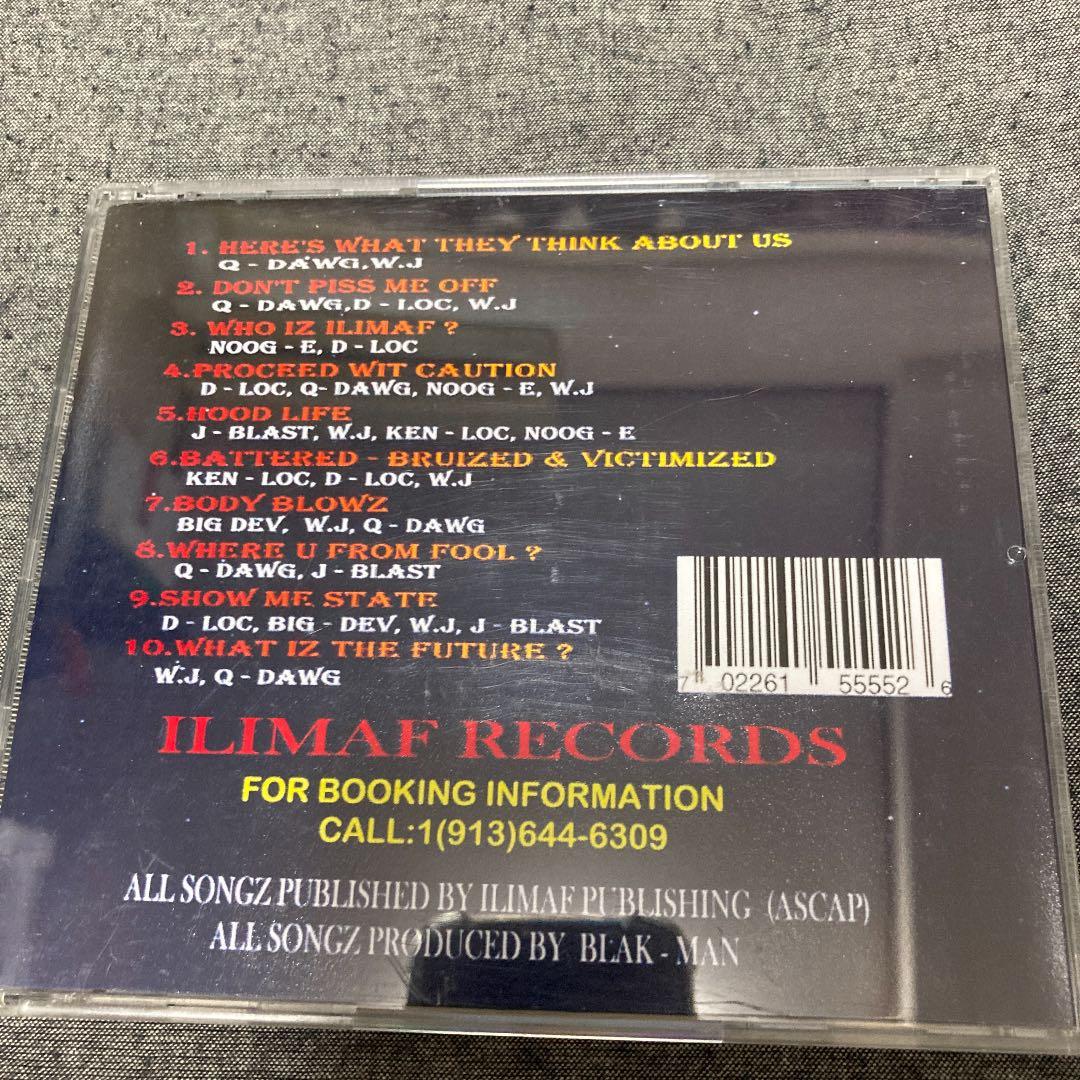 1. HERE'S WHAT THEY THINK ABOUT US
Q - DAWG,W.J
2. DON'T PISS ME OFF
Q - DAWG,D - LOC, W.J
3. WHO IZ ILIMAF ?
NOOG - E, D - LOC
4.PROCEED WIT CAUTION
D - LOC, Q- DAWG, NOOG - E, W.J
5.HOOD LIFE
J - BLAST, W.J, KEN - LOC, NOOG - E
6.BATTERED - BRUIZED & VICTIMIZED
KEN - LOC, D - LOC, W.J
7.BODY BLOWZ
BIG DEV, W.J, Q - DAWG
8.WHERE U FROM FOOL ?
Q - DAWG, J - BLAST
9.SHOW ME STATE
D - LOC, BIG - DEV, W.J, J - BLAST
10.WHAT IZ THE FUTURE ?
W.J, Q - DAWG
7 02261 55552 6
ILIMAF RECORDS
FOR BOOKING INFORMATION
CALL:1(913)644-6309
ALL SONGZ PUBLISHED BY ILIMAF PUBLISHING (ASCAP)
ALL SONGZ PRODUCED BY BLAK - MAN